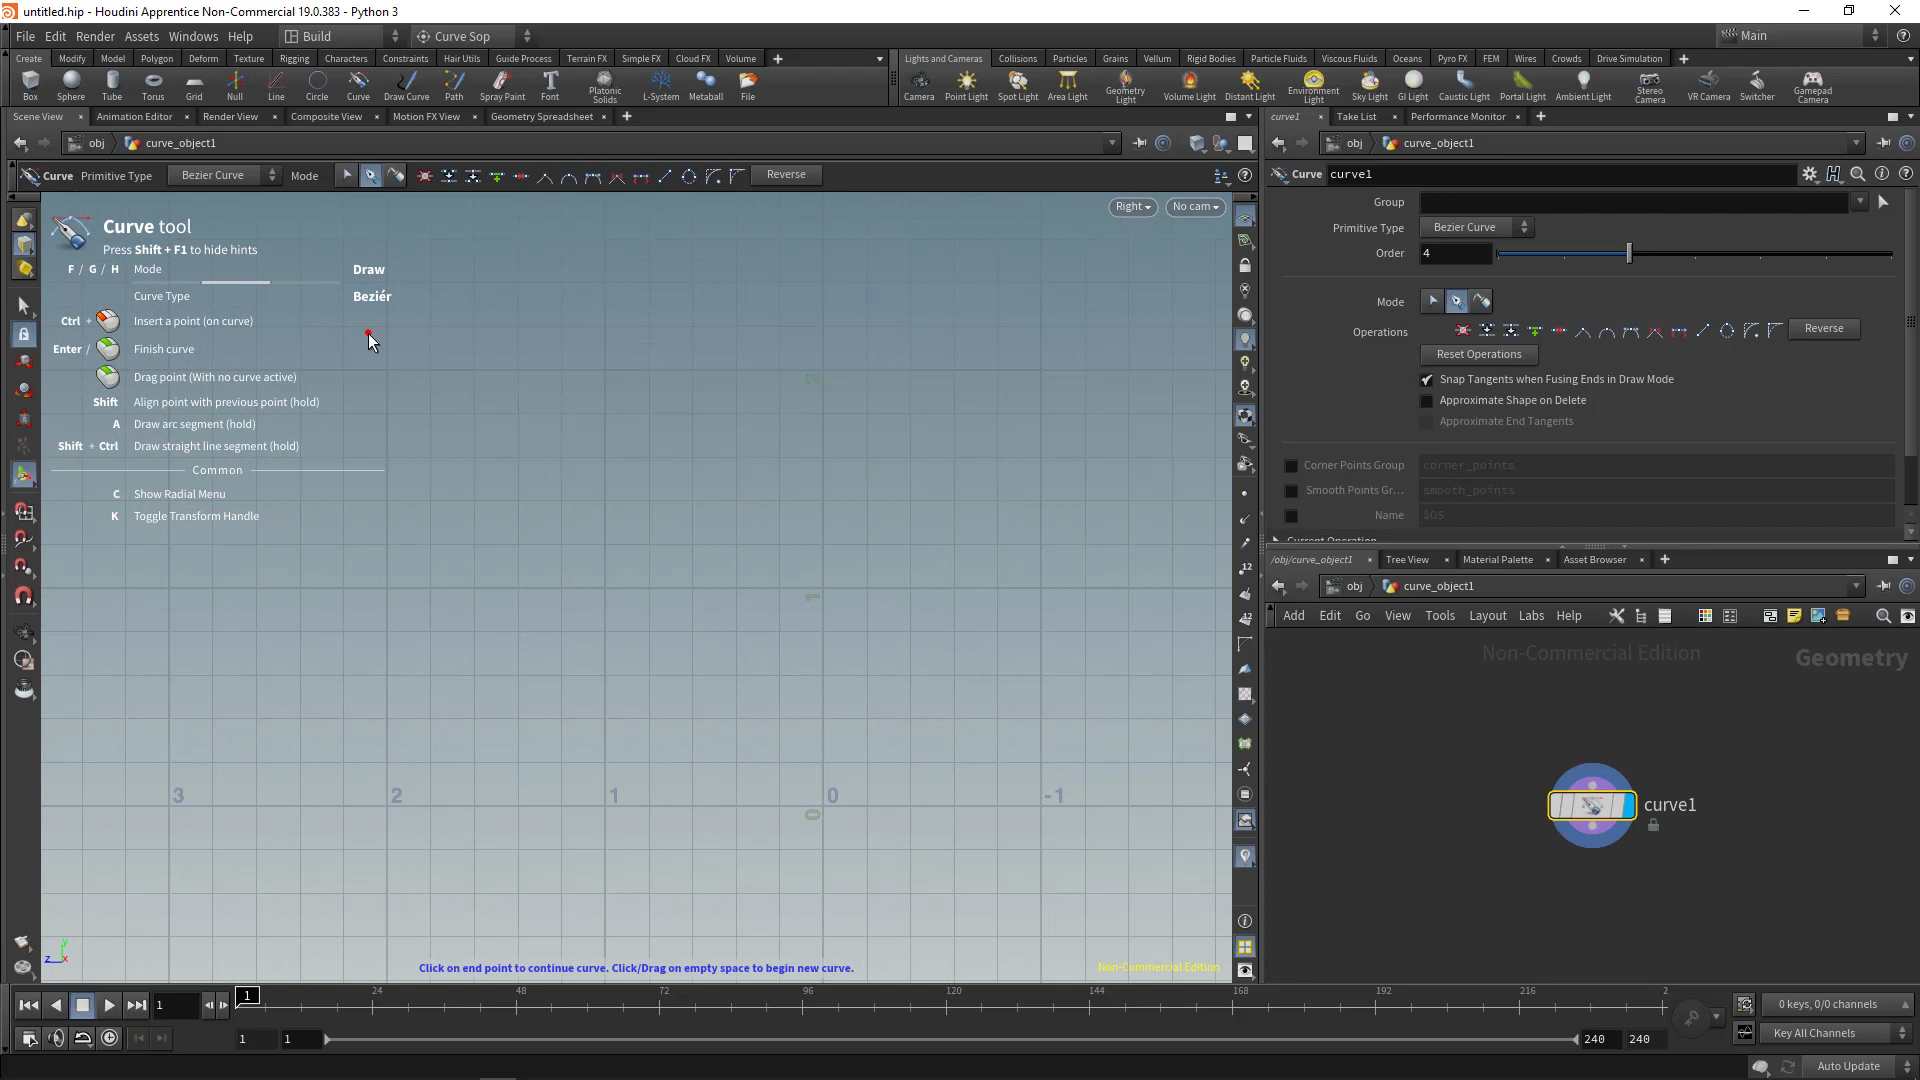 untitled.hip - Houdini Apprentice Non-Commercial 19.0.383 - Python 3
File Edit Render Assets Windows Help Build Curve Sop Main
Create Modify Model Polygon Deform Texture Rigging Characters Constraints Hair Utils Guide Process Terrain FX Simple FX Cloud FX Volume
Lights and Cameras Collisions Particles Grains Vellum Rigid Bodies Particle Fluids Viscous Fluids Oceans Pyro FX FEM Wires Crowds Drive Simulation
Box Sphere Tube Torus Grid Null Line Circle Curve Draw Curve Path Spray Paint Font Platonic Solids L-System Metaball File
Camera Point Light Spot Light Area Light Geometry Light Volume Light Distant Light Environment Light Sky Light GI Light Caustic Light Portal Light Ambient Light Stereo Camera VR Camera Switcher Gamepad Camera
Scene View Animation Editor Render View Composite View Motion FX View Geometry Spreadsheet
curve1 Take List Performance Monitor
obj curve_object1
obj curve_object1
Curve Primitive Type Bezier Curve Mode Reverse
Curve curve1
Right No cam
Curve tool
Press Shift + F1 to hide hints
F / G / H Mode Draw
Curve Type Beziér
Ctrl + Insert a point (on curve)
Enter / Finish curve
Drag point (With no curve active)
Shift Align point with previous point (hold)
A Draw arc segment (hold)
Shift + Ctrl Draw straight line segment (hold)
Common
C Show Radial Menu
K Toggle Transform Handle
1
3 2 1 0 -1
0
z y x
Click on end point to continue curve. Click/Drag on empty space to begin new curve.
Non-Commercial Edition
Group
Primitive Type Bezier Curve
Order 4
Mode
Operations Reverse
Reset Operations
Snap Tangents when Fusing Ends in Draw Mode
Approximate Shape on Delete
Approximate End Tangents
Corner Points Group corner_points
Smooth Points Gr... smooth_points
Name $OS
Current Operation
/obj/curve_object1 Tree View Material Palette Asset Browser
obj curve_object1
Add Edit Go View Tools Layout Labs Help
Non-Commercial Edition Geometry
curve1
1 1 24 48 72 96 120 144 168 192 216 2
0 keys, 0/0 channels
1 1 240 240
Key All Channels
Auto Update